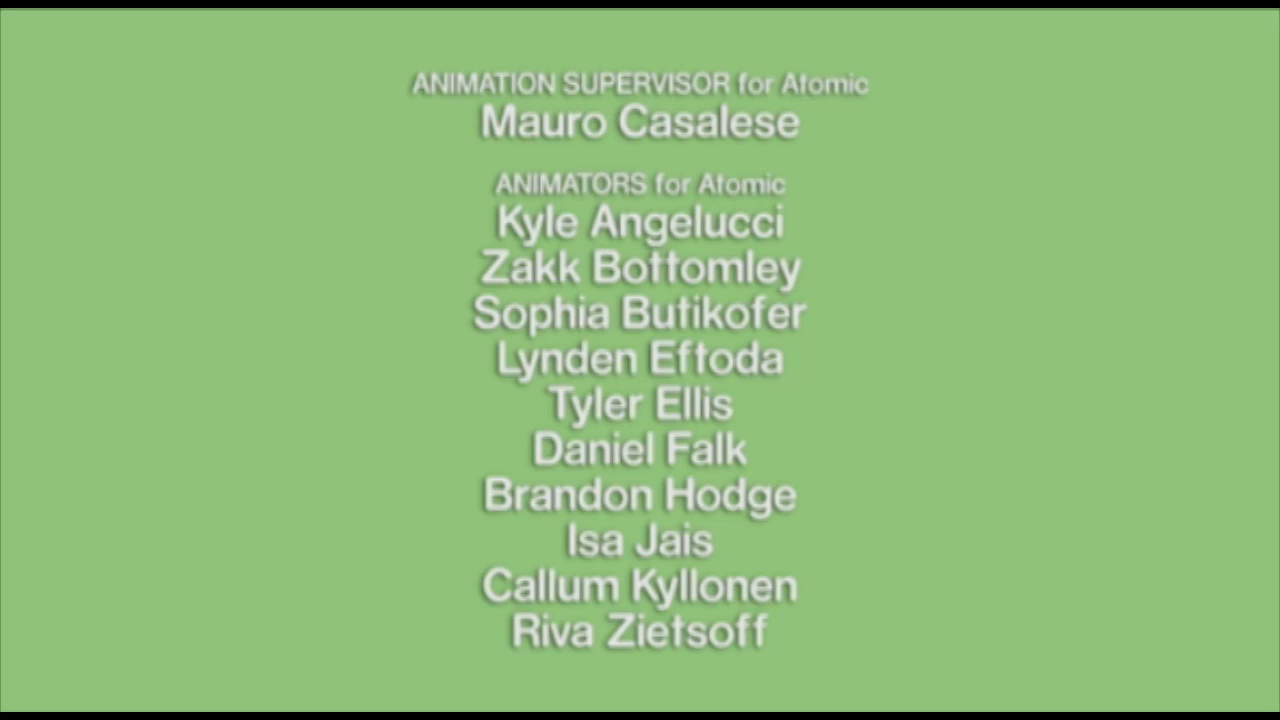 ANIMATION SUPERVISOR for Atomic
Mauro Casalese
ANIMATORS for Atomic
Kyle Angelucci
Zakk Bottomley
Sophia Butikofer
Lynden Eftoda
Tyler Ellis
Daniel Falk
Brandon Hodge
Isa Jais
Callum Kyllonen
Riva Zietsoff